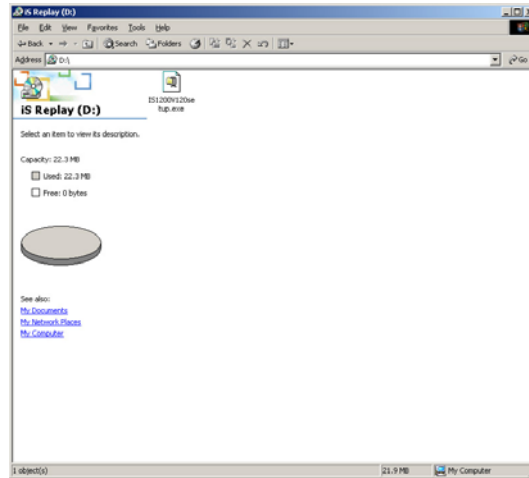 iS Replay (D:)
File Edit View Favorites Tools Help
Back Search Folders
Address D:\ Go
iS Replay (D:)
IS1200V120se
tup.exe
Select an item to view its description.
Capacity: 22.3 MB
Used: 22.3 MB
Free: 0 bytes
See also:
My Documents
My Network Places
My Computer
1 object(s) 21.9 MB My Computer